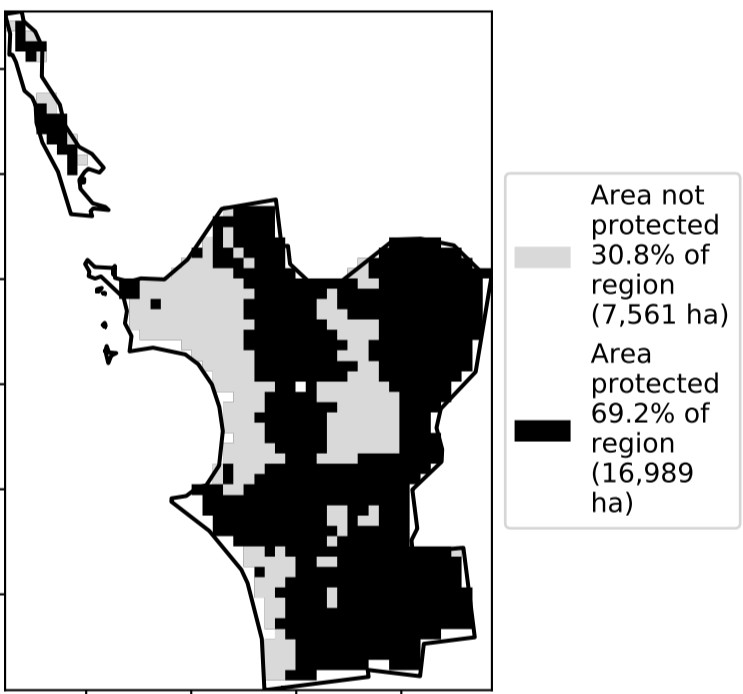 Area not
protected
30.8% of
region
(7,561 ha)
Area
protected
69.2% of
region
(16,989
ha)